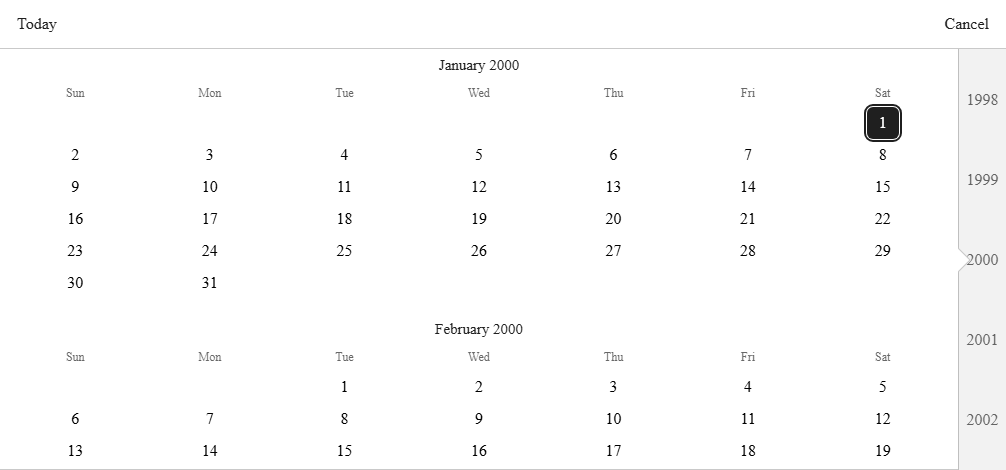 Today Cancel
January 2000
Sun Mon Tue Wed Thu Fri Sat
1
2 3 4 5 6 7 8
9 10 11 12 13 14 15
16 17 18 19 20 21 22
23 24 25 26 27 28 29
30 31
February 2000
Sun Mon Tue Wed Thu Fri Sat
1 2 3 4 5
6 7 8 9 10 11 12
13 14 15 16 17 18 19
1998
1999
2000
2001
2002